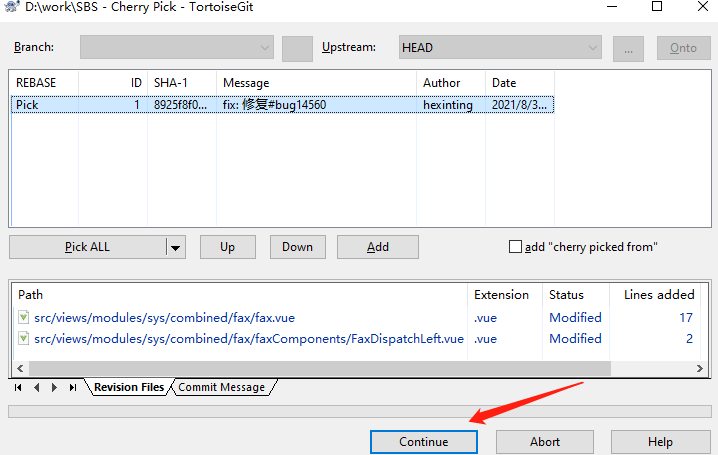 D:\work\SBS - Cherry Pick - TortoiseGit
Branch: Upstream: HEAD ... Onto
REBASE ID SHA-1 Message Author Date
Pick 1 8925f8f0... fix: 修复#bug14560 hexinting 2021/8/3...
Pick ALL Up Down Add add "cherry picked from"
Path Extension Status Lines added
src/views/modules/sys/combined/fax/fax.vue .vue Modified 17
src/views/modules/sys/combined/fax/faxComponents/FaxDispatchLeft.vue .vue Modified 2
Revision Files Commit Message
Continue Abort Help